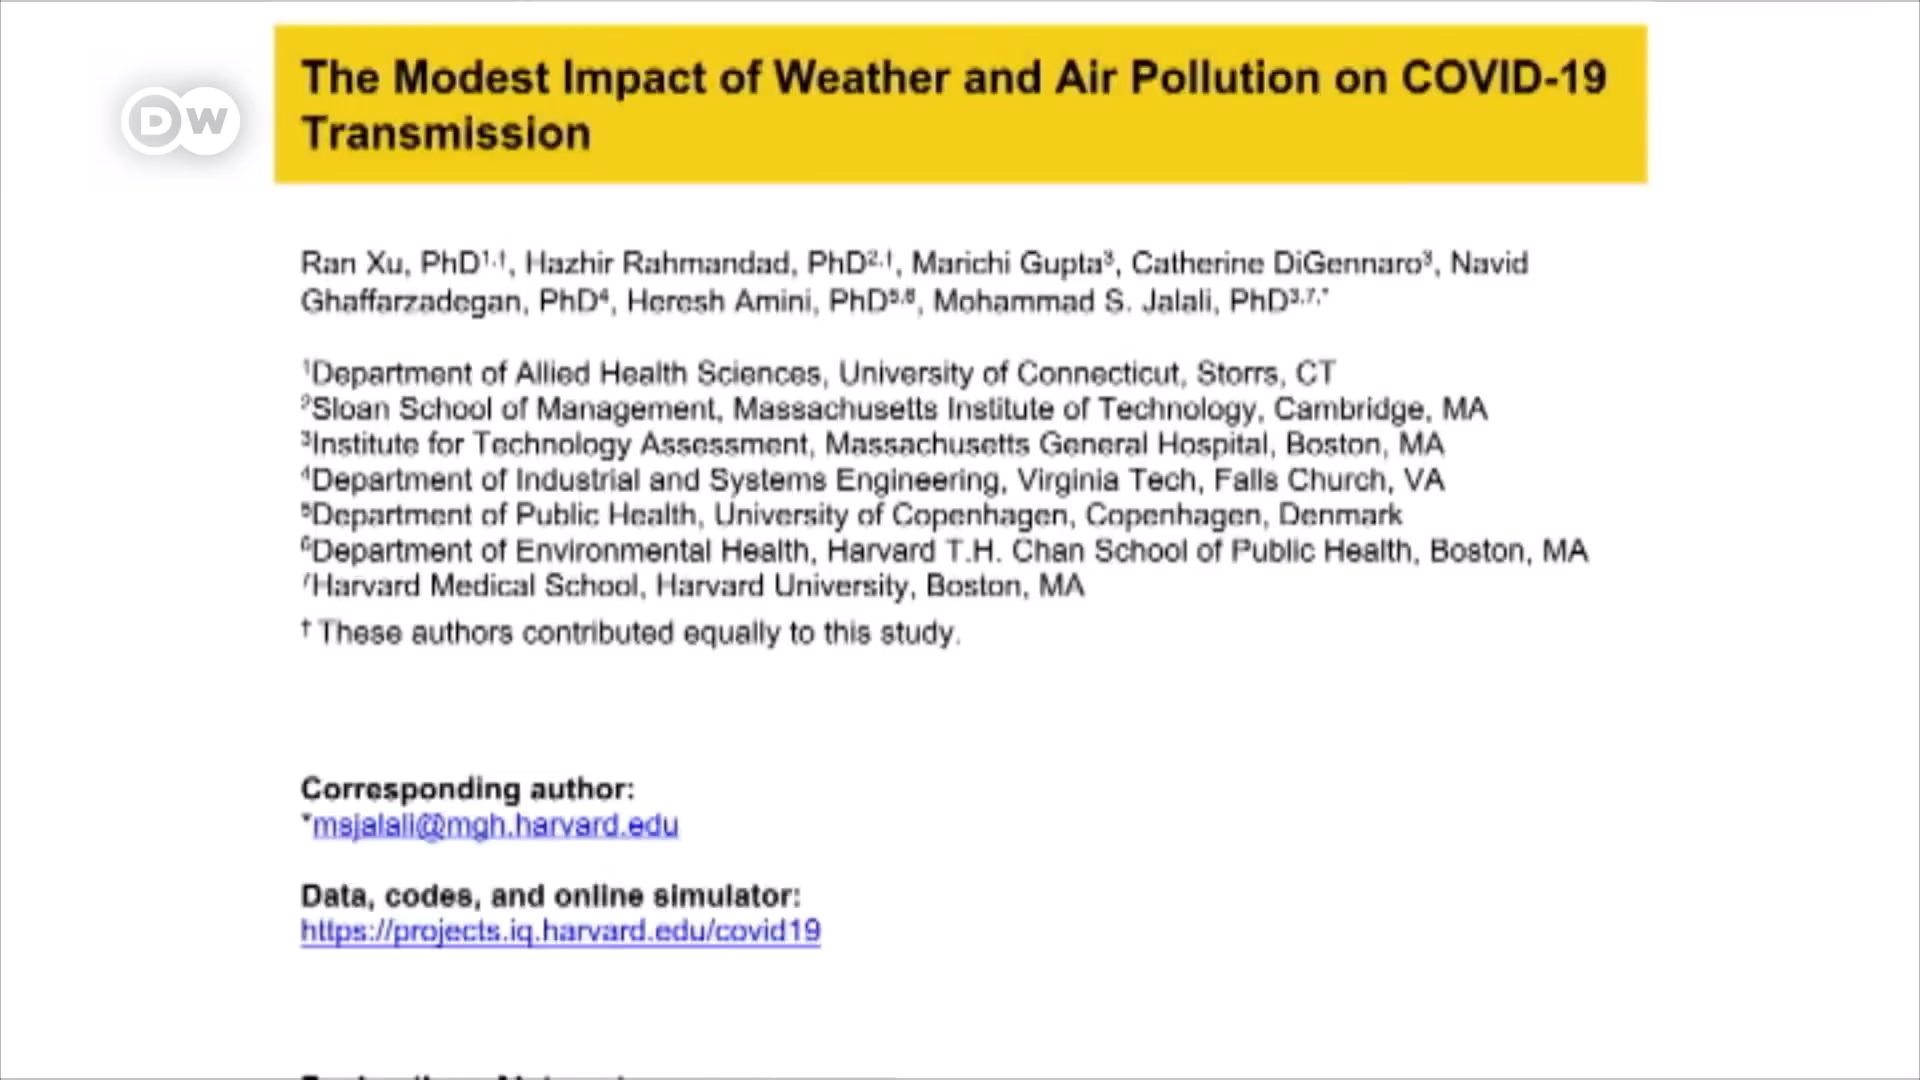 The Modest Impact of Weather and Air Pollution on COVID-19
Transmission
DW
Ran Xu, PhD¹,†, Hazhir Rahmandad, PhD²,†, Marichi Gupta³, Catherine DiGennaro³, Navid
Ghaffarzadegan, PhD⁴, Heresh Amini, PhD⁵,⁶, Mohammad S. Jalali, PhD³,⁷,*
¹Department of Allied Health Sciences, University of Connecticut, Storrs, CT
²Sloan School of Management, Massachusetts Institute of Technology, Cambridge, MA
³Institute for Technology Assessment, Massachusetts General Hospital, Boston, MA
⁴Department of Industrial and Systems Engineering, Virginia Tech, Falls Church, VA
⁵Department of Public Health, University of Copenhagen, Copenhagen, Denmark
⁶Department of Environmental Health, Harvard T.H. Chan School of Public Health, Boston, MA
⁷Harvard Medical School, Harvard University, Boston, MA
† These authors contributed equally to this study.
Corresponding author:
*msjalali@mgh.harvard.edu
Data, codes, and online simulator:
https://projects.iq.harvard.edu/covid19